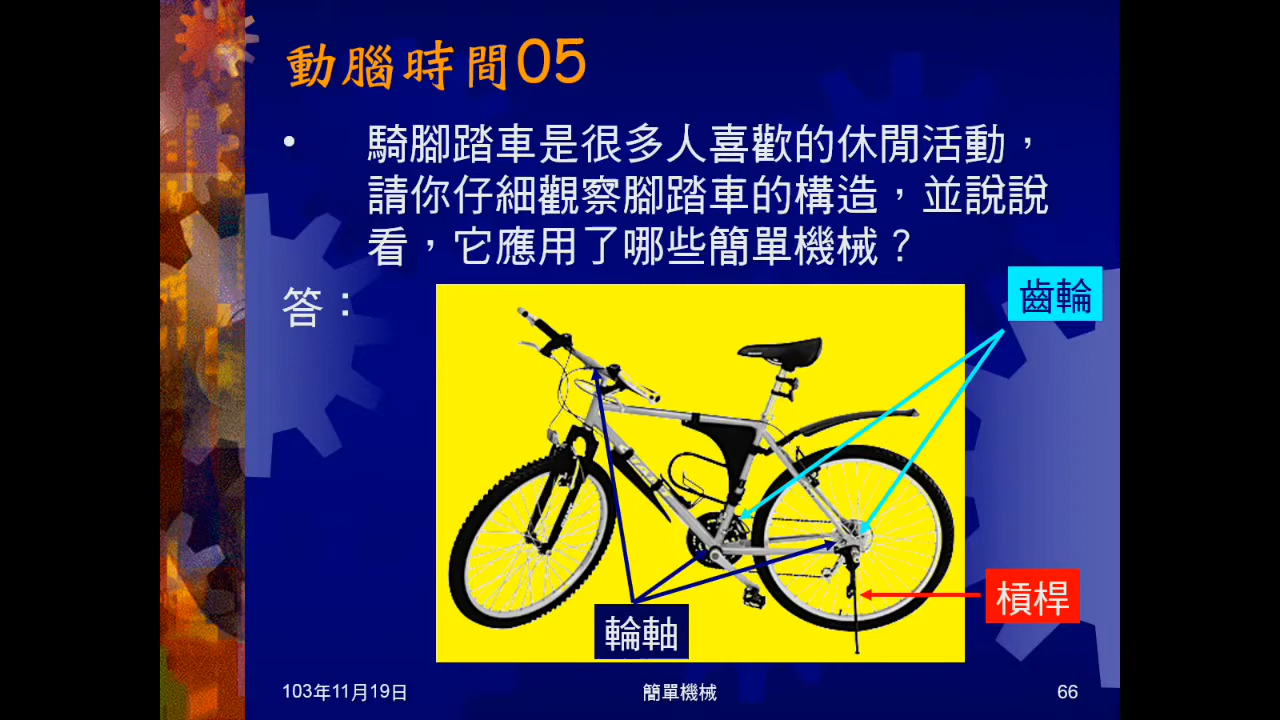 動腦時間05
• 騎腳踏車是很多人喜歡的休閒活動，
請你仔細觀察腳踏車的構造，並說說
看，它應用了哪些簡單機械？
答：
齒輪
槓桿
輪軸
103年11月19日
簡單機械
66